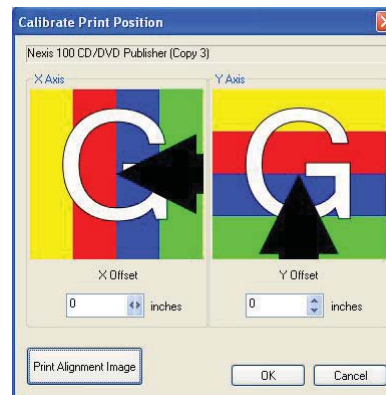 Calibrate Print Position
Nexis 100 CD/DVD Publisher (Copy 3)
X Axis
Y Axis
G
G
X Offset
Y Offset
0 inches
0 inches
Print Alignment Image
OK
Cancel